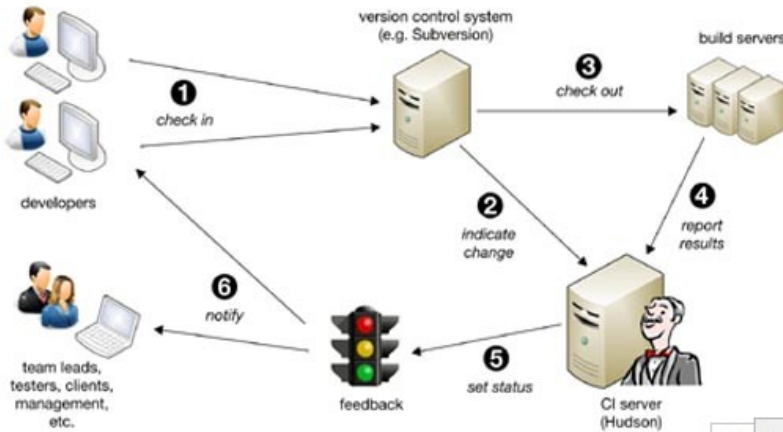 version control system
(e.g. Subversion)
build servers
3
check out
1
check in
developers
2
indicate
change
4
report
results
6
notify
team leads,
testers, clients,
management,
etc.
feedback
5
set status
CI server
(Hudson)